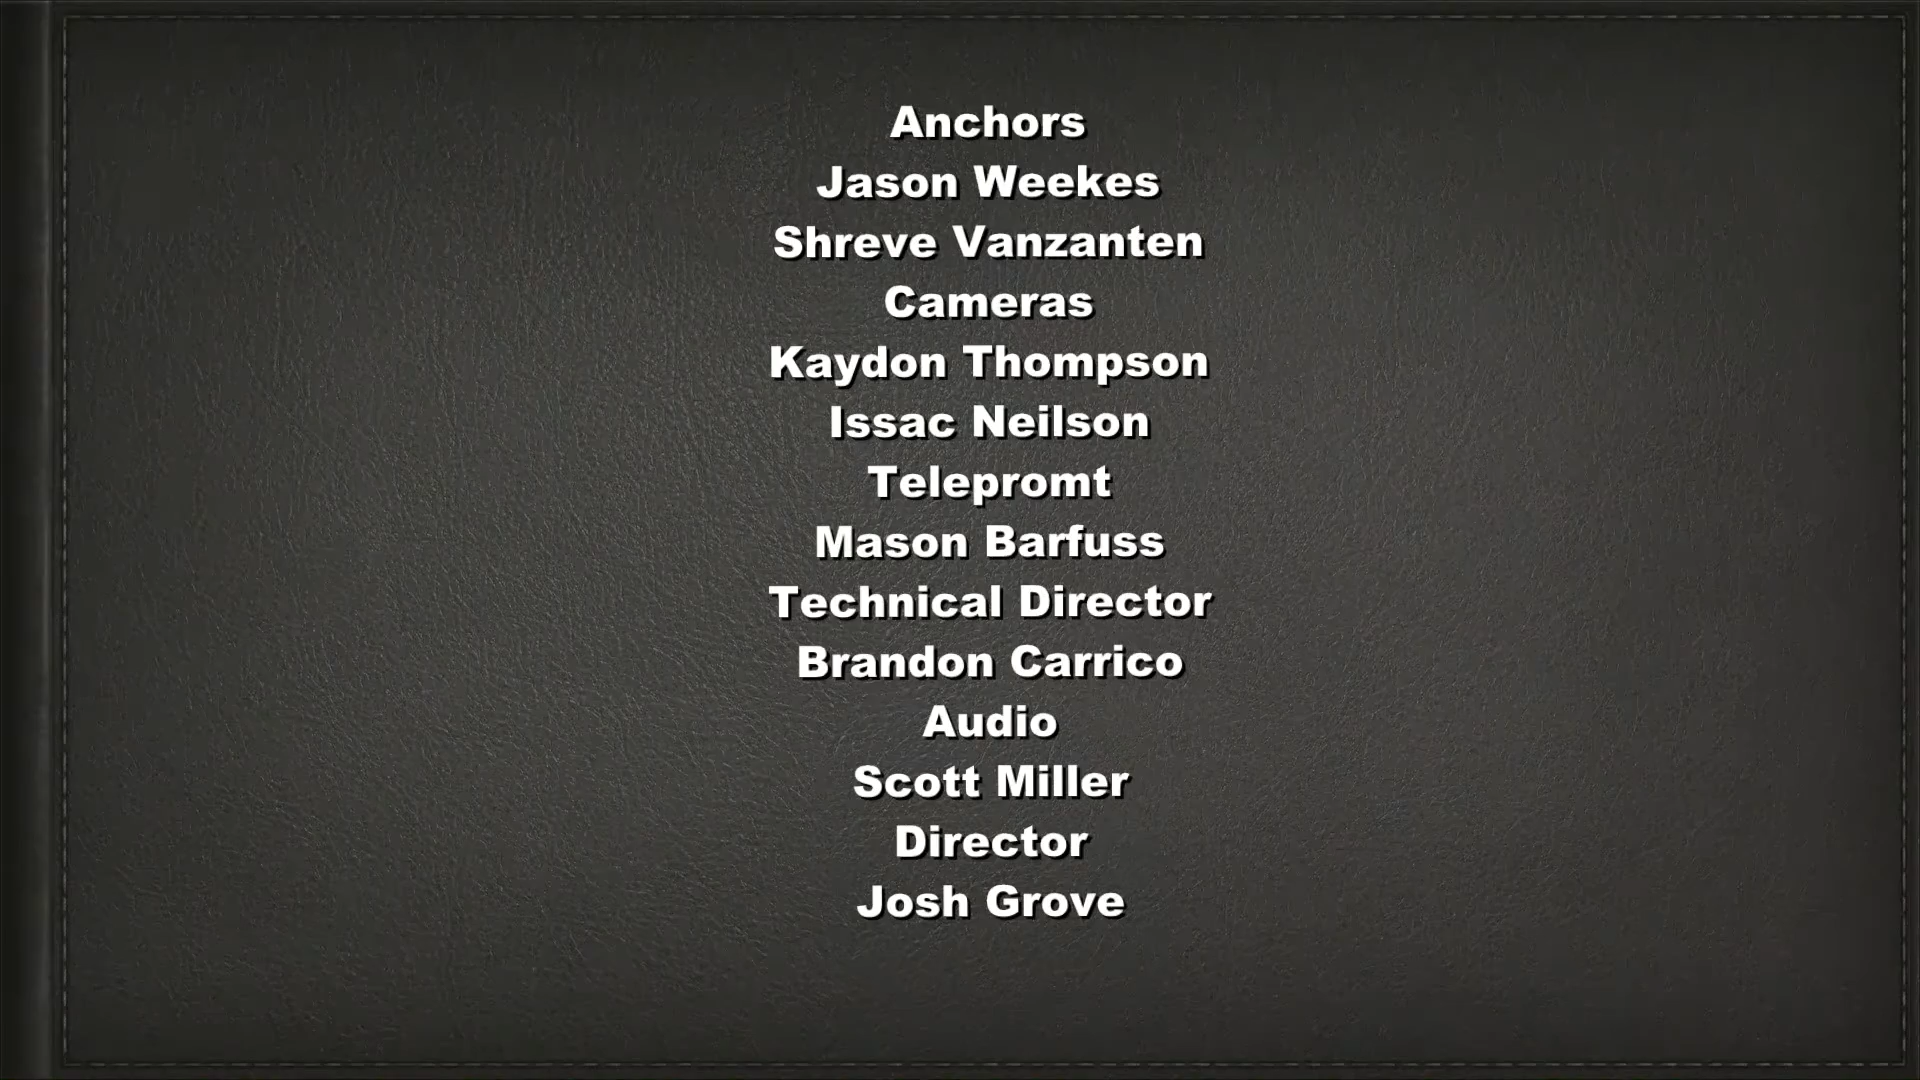 Anchors
Jason Weekes
Shreve Vanzanten
Cameras
Kaydon Thompson
Issac Neilson
Telepromt
Mason Barfuss
Technical Director
Brandon Carrico
Audio
Scott Miller
Director
Josh Grove